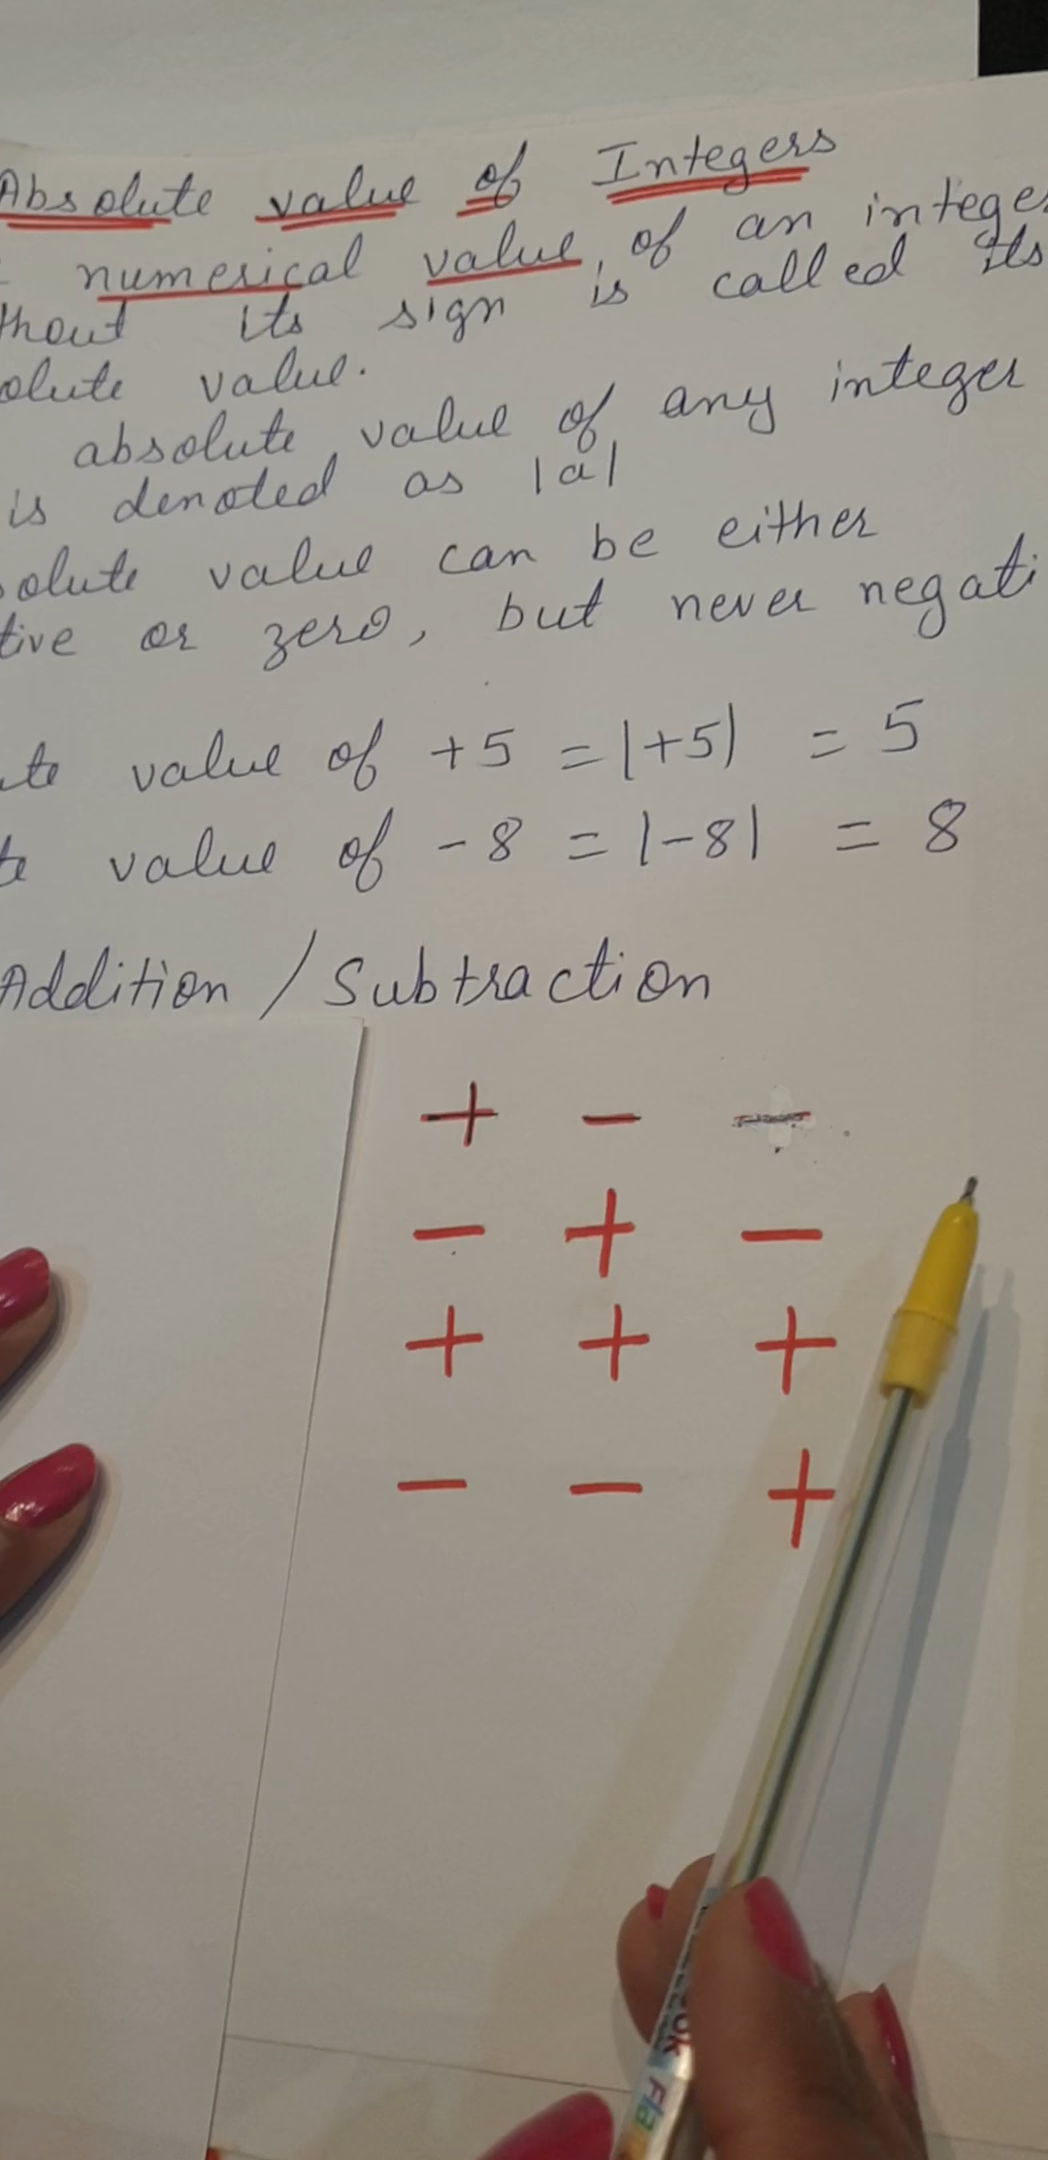 Absolute value of Integers
numerical value of an intege
thout its sign is called its
olute value.
absolute value of any integer
is denoted as |a|
solute value can be either
tive or zero, but never negati
ute value of +5 = |+5| = 5
te value of -8 = |-8| = 8
Addition / Subtraction
+ - -
- + -
+ + +
- - +